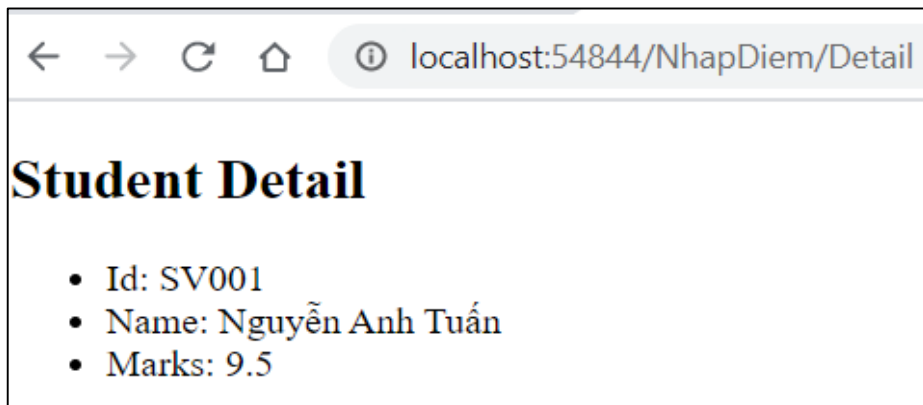 localhost:54844/NhapDiem/Detail
Student Detail
• Id: SV001
• Name: Nguyễn Anh Tuấn
• Marks: 9.5